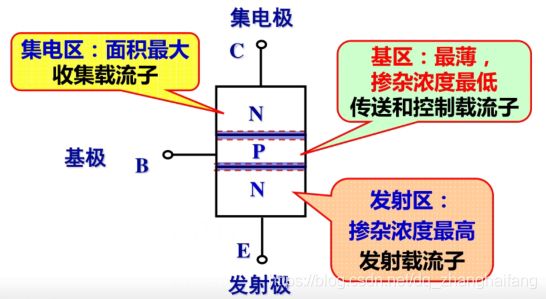 集电极
C
集电区：面积最大
收集载流子
基区：最薄，
掺杂浓度最低
传送和控制载流子
N
基极
B
P
N
发射区：
掺杂浓度最高
发射载流子
E
发射极
https://blog.csdn.net/dq_zhanghaifang